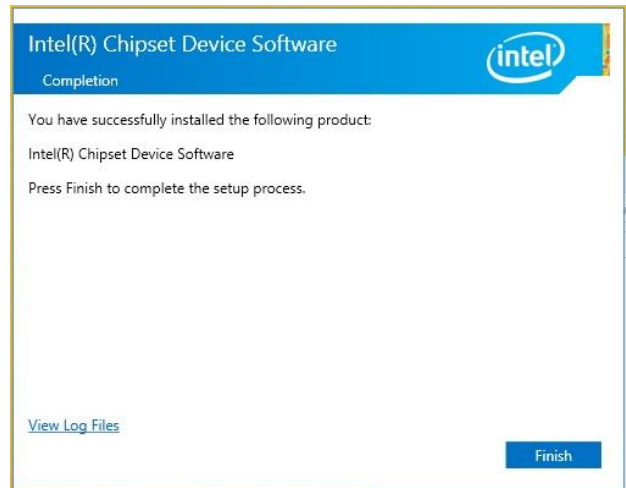 Intel(R) Chipset Device Software
intel
Completion
You have successfully installed the following product:
Intel(R) Chipset Device Software
Press Finish to complete the setup process.
View Log Files
Finish